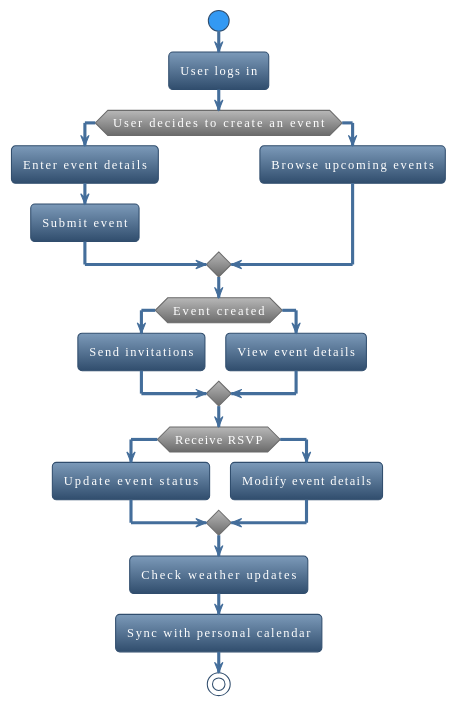 User logs in
User decides to create an event
Enter event details
Browse upcoming events
Submit event
Event created
Send invitations
View event details
Receive RSVP
Update event status
Modify event details
Check weather updates
Sync with personal calendar